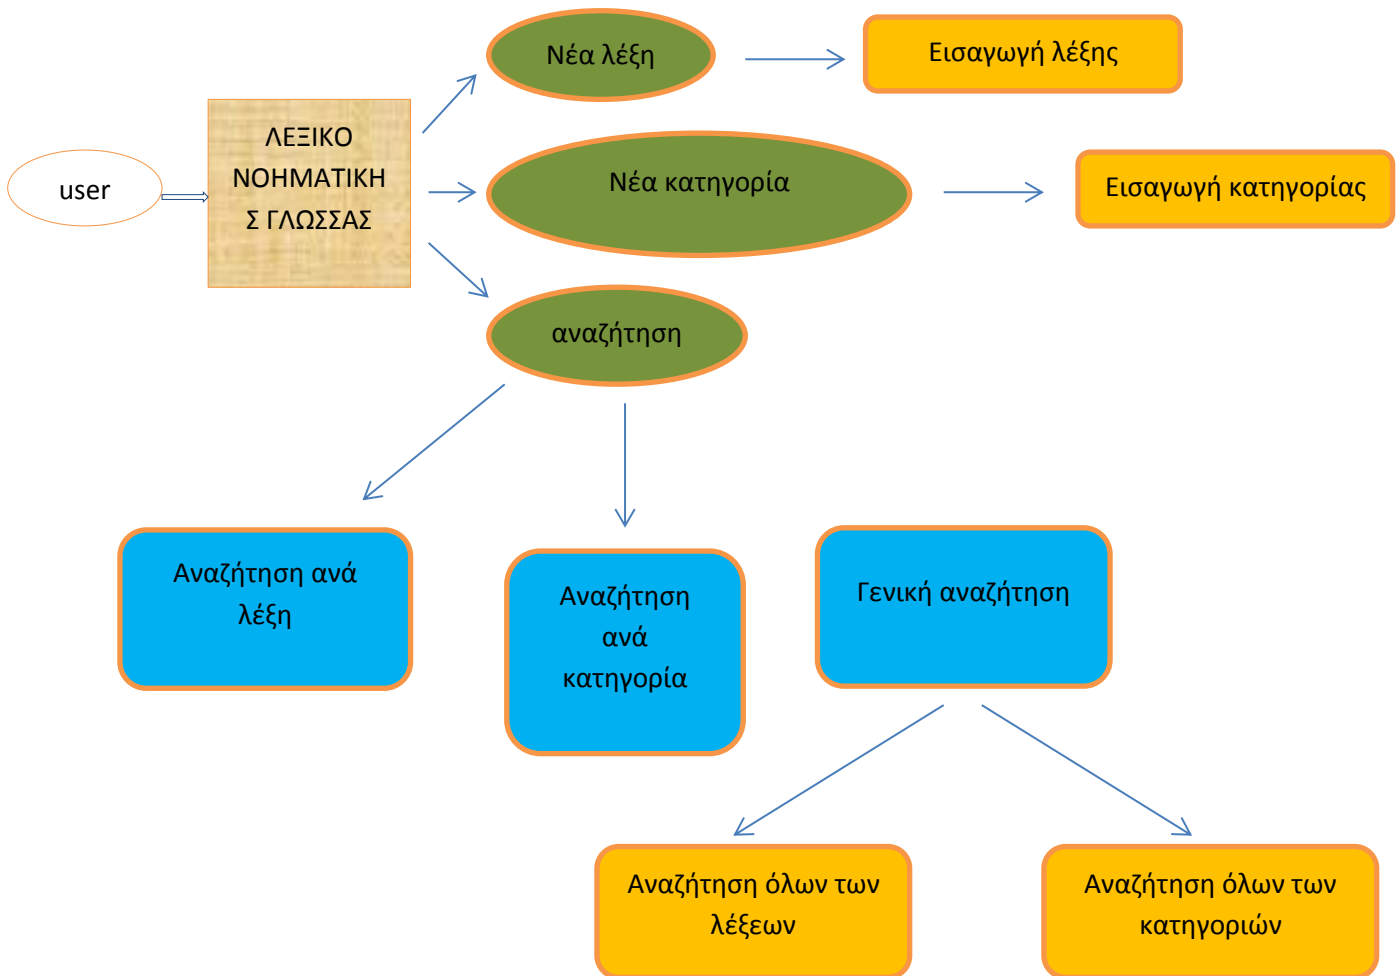 Νέα λέξη
Εισαγωγή λέξης
ΛΕΞΙΚΟ
ΝΟΗΜΑΤΙΚΗ
Σ ΓΛΩΣΣΑΣ
user
Νέα κατηγορία
Εισαγωγή κατηγορίας
αναζήτηση
Αναζήτηση ανά
λέξη
Αναζήτηση
ανά
κατηγορία
Γενική αναζήτηση
Αναζήτηση όλων των
λέξεων
Αναζήτηση όλων των
κατηγοριών